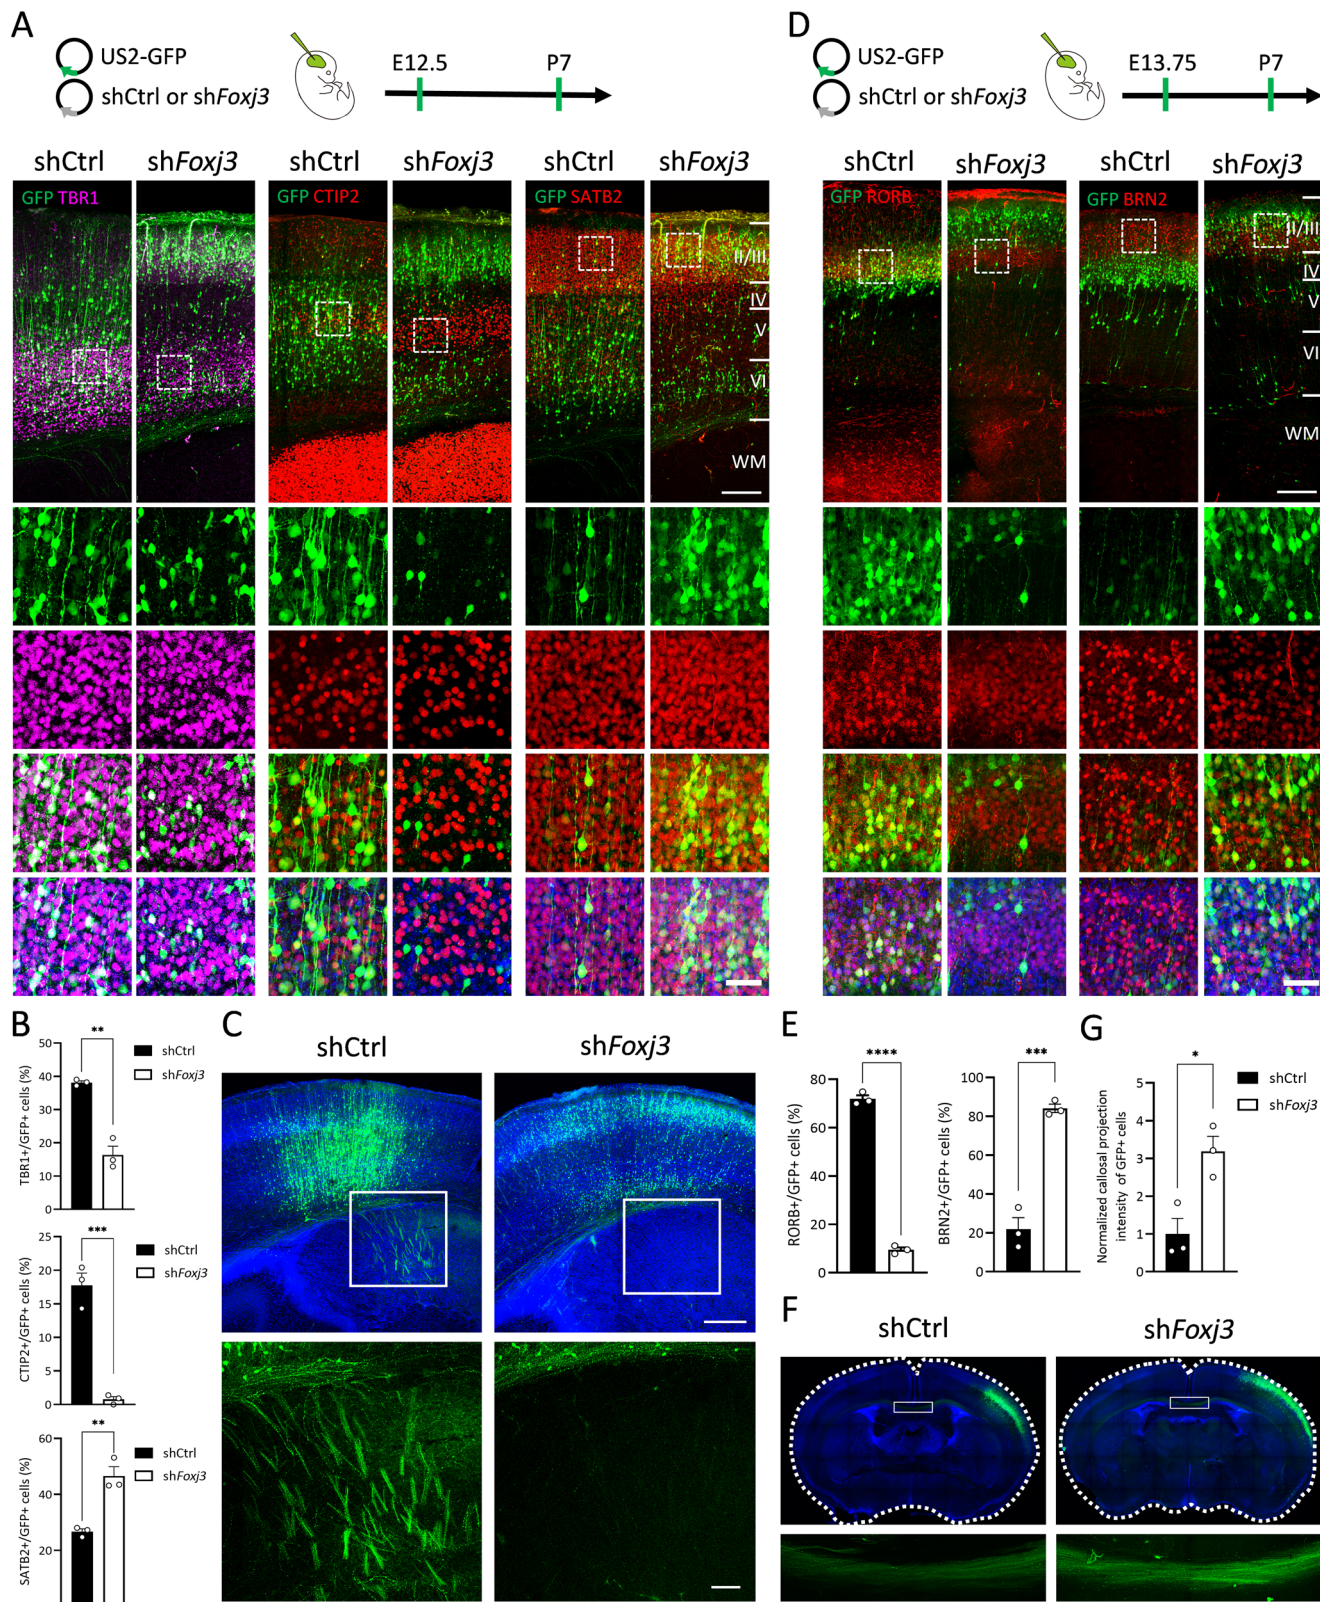 A
US2-GFP
shCtrl or shFoxj3
E12.5
P7
shCtrl
shFoxj3
shCtrl
shFoxj3
shCtrl
shFoxj3
GFP TBR1
GFP CTIP2
GFP SATB2
II/III
IV
V
VI
WM
D
US2-GFP
shCtrl or shFoxj3
E13.75
P7
shCtrl
shFoxj3
shCtrl
shFoxj3
GFP RORB
GFP BRN2
II/III
IV
V
VI
WM
B
TBR1+/GFP+ cells (%)
50
40
30
20
10
0
**
shCtrl
shFoxj3
CTIP2+/GFP+ cells (%)
25
20
15
10
5
0
***
shCtrl
shFoxj3
SATB2+/GFP+ cells (%)
60
40
20
**
shCtrl
shFoxj3
C
shCtrl
shFoxj3
E
RORB+/GFP+ cells (%)
80
60
40
20
0
****
BRN2+/GFP+ cells (%)
100
80
60
40
20
0
***
G
Normalized callosal projection
intensity of GFP+ cells
5
4
3
2
1
0
*
shCtrl
shFoxj3
F
shCtrl
shFoxj3